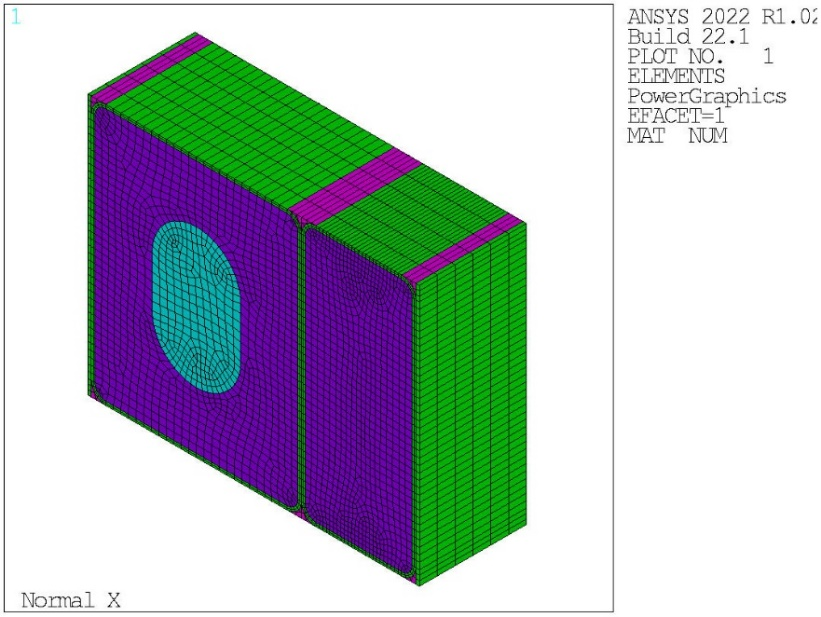 1
ANSYS 2022 R1.02
Build 22.1
PLOT NO. 1
ELEMENTS
PowerGraphics
EFACET=1
MAT NUM
Normal X